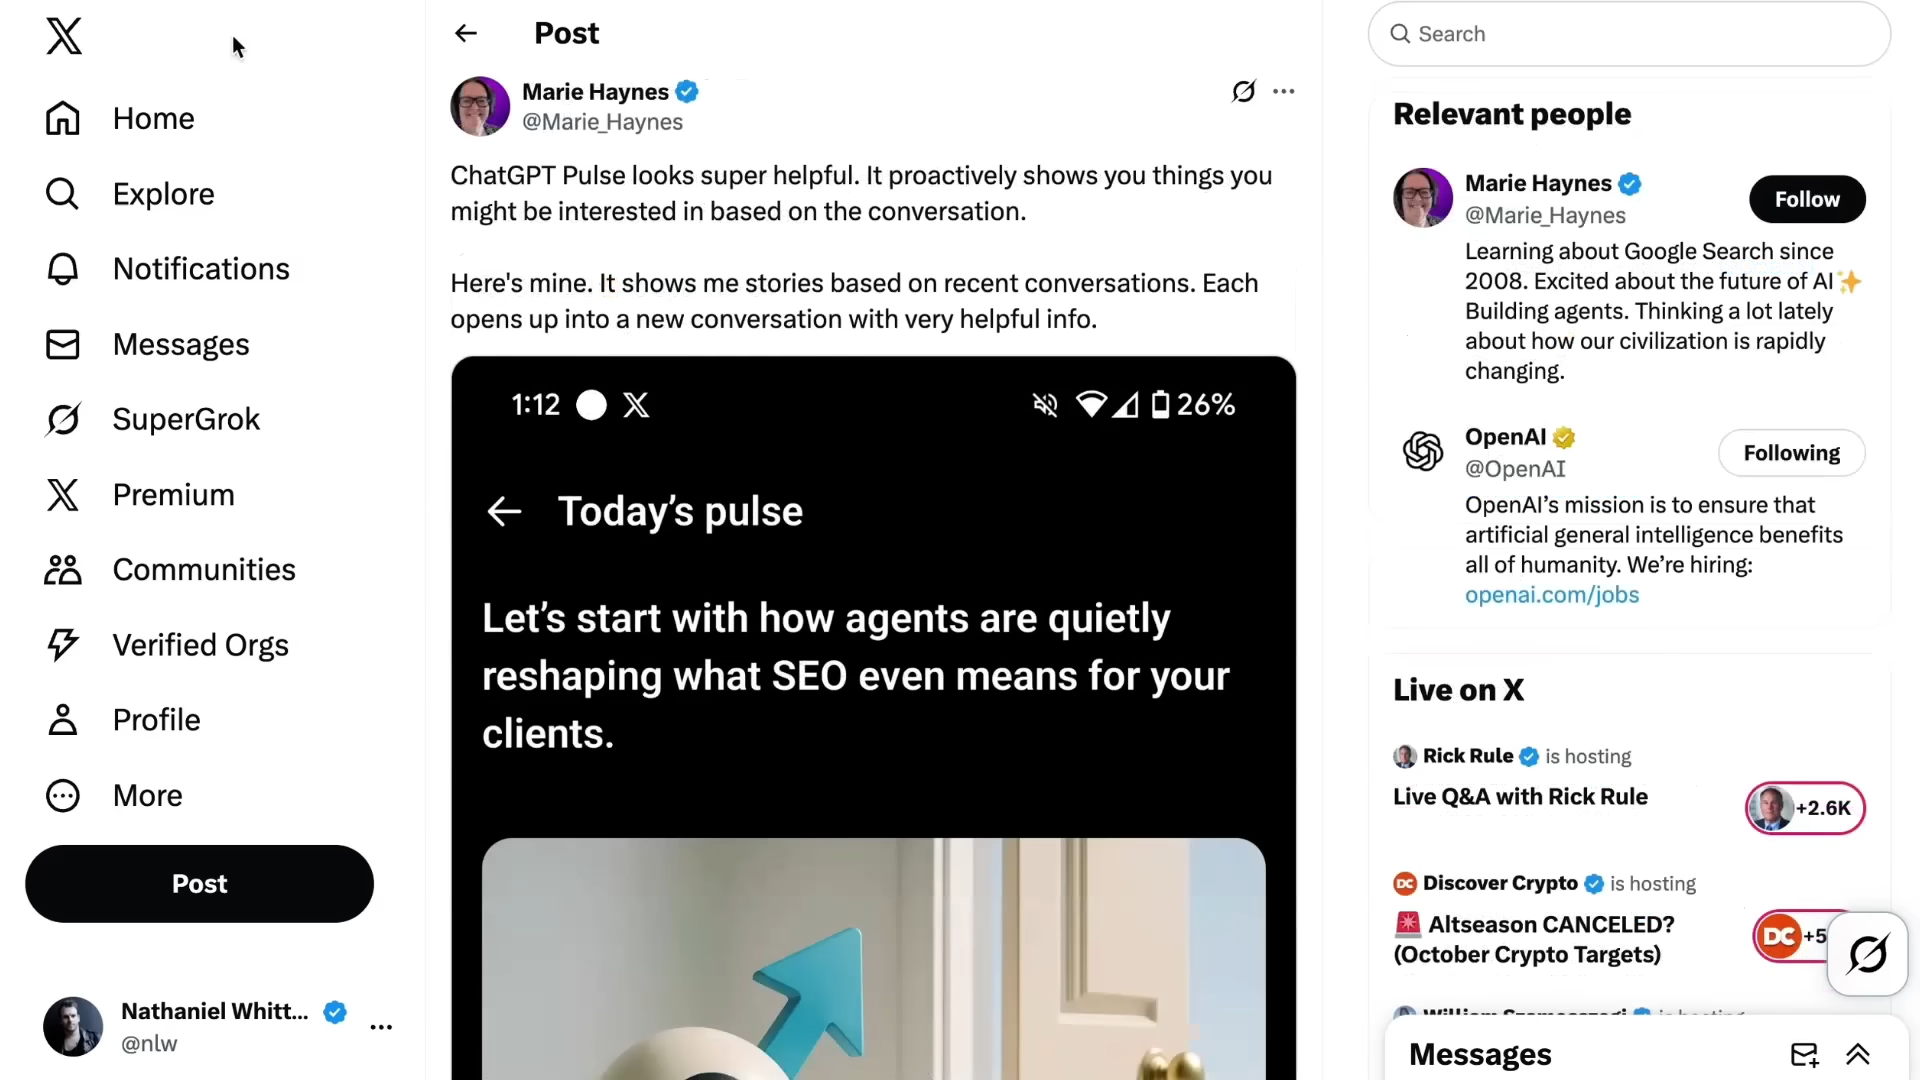 Home
Explore
Notifications
Messages
SuperGrok
Premium
Communities
Verified Orgs
Profile
More
Post
Nathaniel Whitt...
@nlw
Post
Marie Haynes
@Marie_Haynes
ChatGPT Pulse looks super helpful. It proactively shows you things you
might be interested in based on the conversation.
Here's mine. It shows me stories based on recent conversations. Each
opens up into a new conversation with very helpful info.
1:12
26%
Today’s pulse
Let’s start with how agents are quietly
reshaping what SEO even means for your
clients.
Search
Relevant people
Marie Haynes
@Marie_Haynes
Follow
Learning about Google Search since
2008. Excited about the future of AI✨
Building agents. Thinking a lot lately
about how our civilization is rapidly
changing.
OpenAI
@OpenAI
Following
OpenAI’s mission is to ensure that
artificial general intelligence benefits
all of humanity. We’re hiring:
openai.com/jobs
Live on X
Rick Rule is hosting
Live Q&A with Rick Rule
+2.6K
DC Discover Crypto is hosting
🚨 Altseason CANCELED?
(October Crypto Targets)
DC +5
Messages